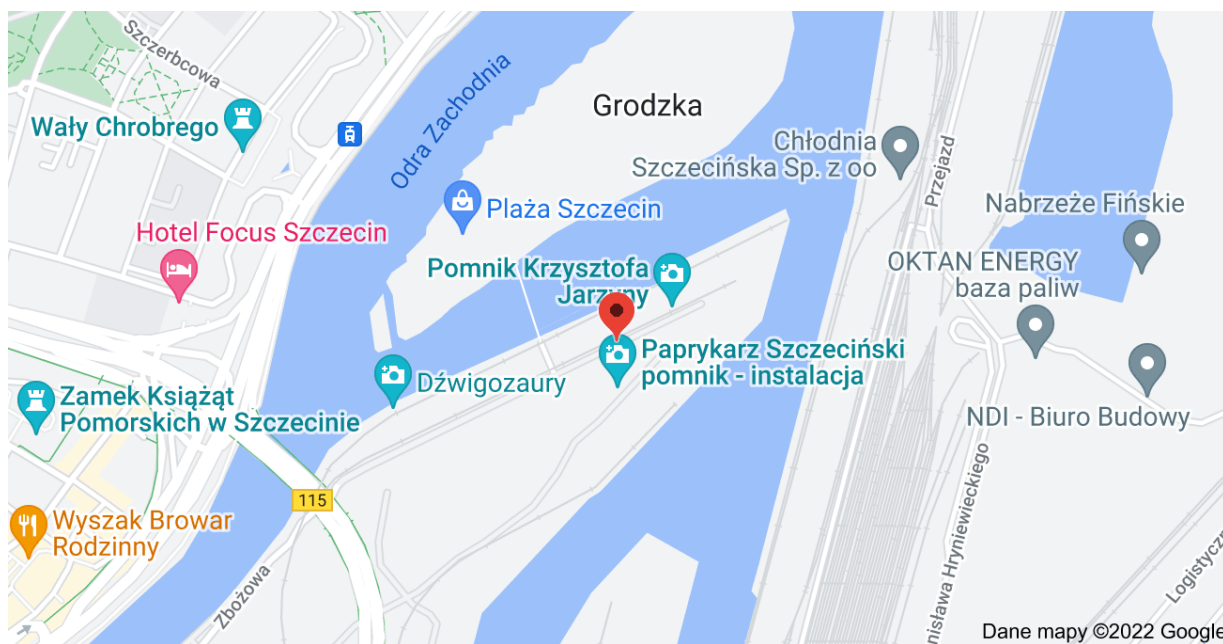 Szczerbcowa
Wały Chrobrego
Odra Zachodnia
Grodzka
Chłodnia
Szczecińska Sp. z oo
Przejazd
Plaża Szczecin
Nabrzeże Fińskie
Hotel Focus Szczecin
Pomnik Krzysztofa
Jarzyny
OKTAN ENERGY
baza paliw
Paprykarz Szczeciński
pomnik - instalacja
Dźwigozaury
Zamek Książąt
Pomorskich w Szczecinie
NDI - Biuro Budowy
115
Wyszak Browar
Rodzinny
Zbożowa
nisława Hryniewieckiego
Logistyczn
Dane mapy ©2022 Google